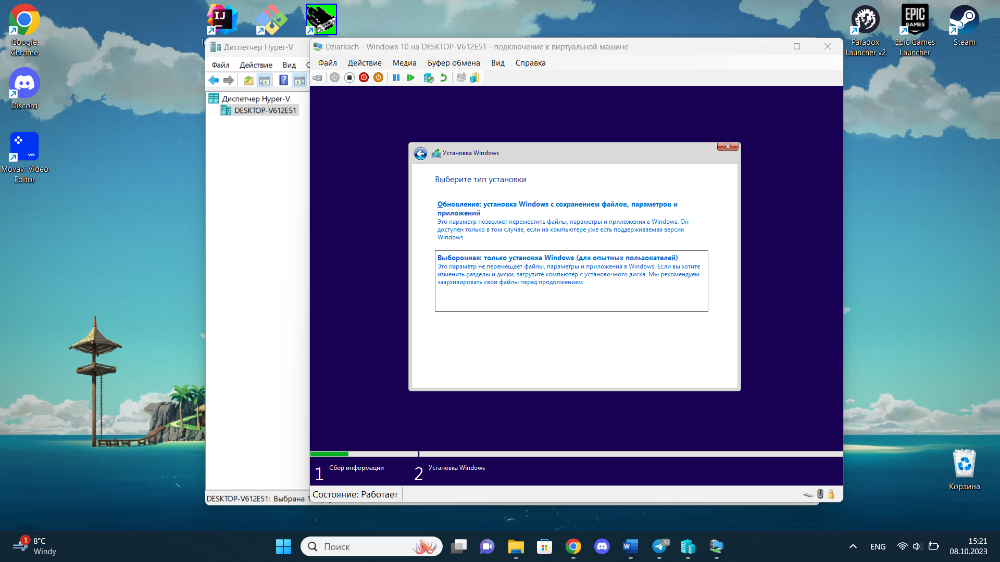 Google
Chrome
Discord
ve
Movavi Video
Editor
IJ
Paradox
Launcher v2
EPIC
GAMES
Epic Games
Launcher
Steam
Корзина
Диспетчер Hyper-V
Файл Действие Вид
Диспетчер Hyper-V
DESKTOP-V612E51
DESKTOP-V612E51: Выбрана 1
Dziarkach - Windows 10 на DESKTOP-V612E51 - подключение к виртуальной машине
Файл Действие Медиа Буфер обмена Вид Справка
Установка Windows
Выберите тип установки
Обновление: установка Windows с сохранением файлов, параметров и
приложений
Это параметр позволяет переместить файлы, параметры и приложения в Windows. Он
доступен только в том случае, если на компьютере уже есть поддерживаемая версия
Windows.
Выборочная: только установка Windows (для опытных пользователей)
Это параметр не перемещает файлы, параметры и приложения в Windows. Если вы хотите
изменить разделы и диски, загрузите компьютер с установочного диска. Мы рекомендуем
заархивировать свои файлы перед продолжением.
1 Сбор информации 2 Установка Windows
Состояние: Работает
1
8°C
Windy
Поиск
W
92
ENG
15:21
08.10.2023